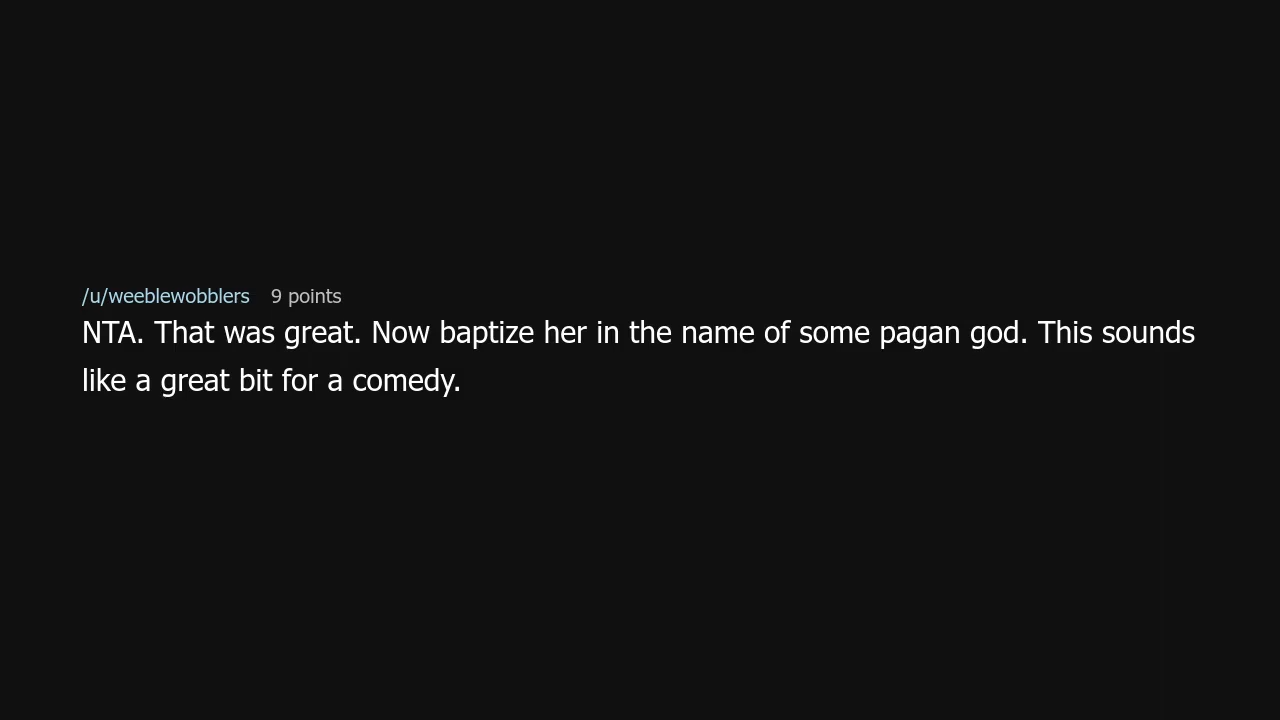 /u/weeblewobblers 9 points
NTA. That was great. Now baptize her in the name of some pagan god. This sounds
like a great bit for a comedy.